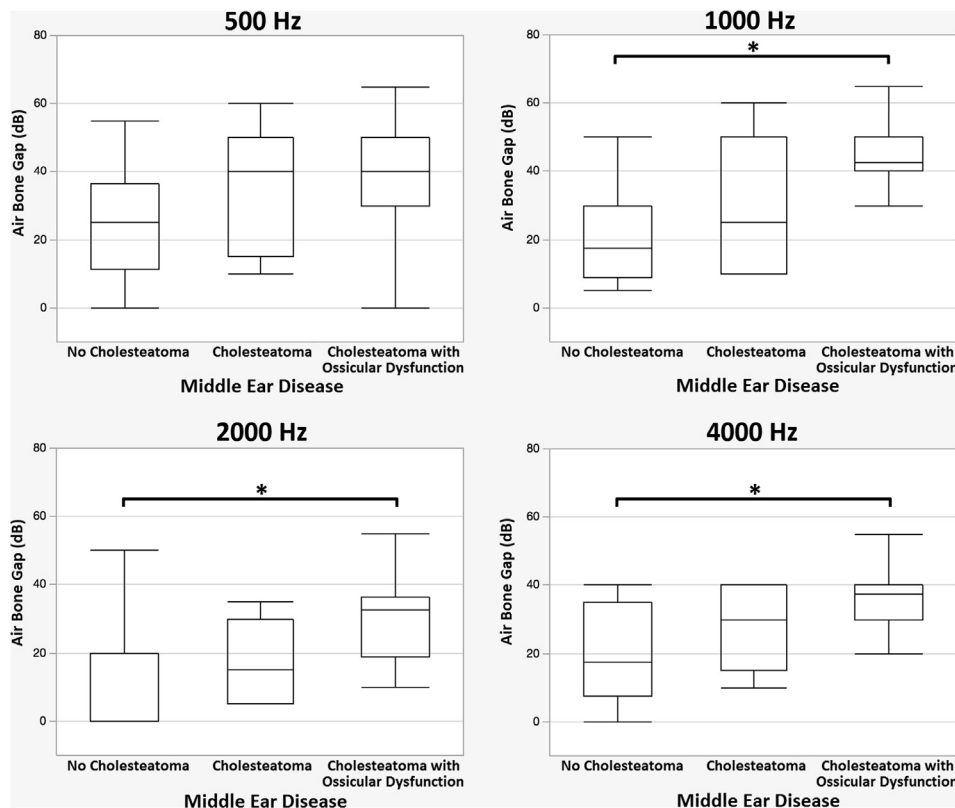 500 Hz
80
60
40
20
0
Air Bone Gap (dB)
No Cholesteatoma
Cholesteatoma
Cholesteatoma with
Ossicular Dysfunction
Middle Ear Disease
1000 Hz
80
60
40
20
0
Air Bone Gap (dB)
*
No Cholesteatoma
Cholesteatoma
Cholesteatoma with
Ossicular Dysfunction
Middle Ear Disease
2000 Hz
80
60
40
20
0
Air Bone Gap (dB)
*
No Cholesteatoma
Cholesteatoma
Cholesteatoma with
Ossicular Dysfunction
Middle Ear Disease
4000 Hz
80
60
40
20
0
Air Bone Gap (dB)
*
No Cholesteatoma
Cholesteatoma
Cholesteatoma with
Ossicular Dysfunction
Middle Ear Disease